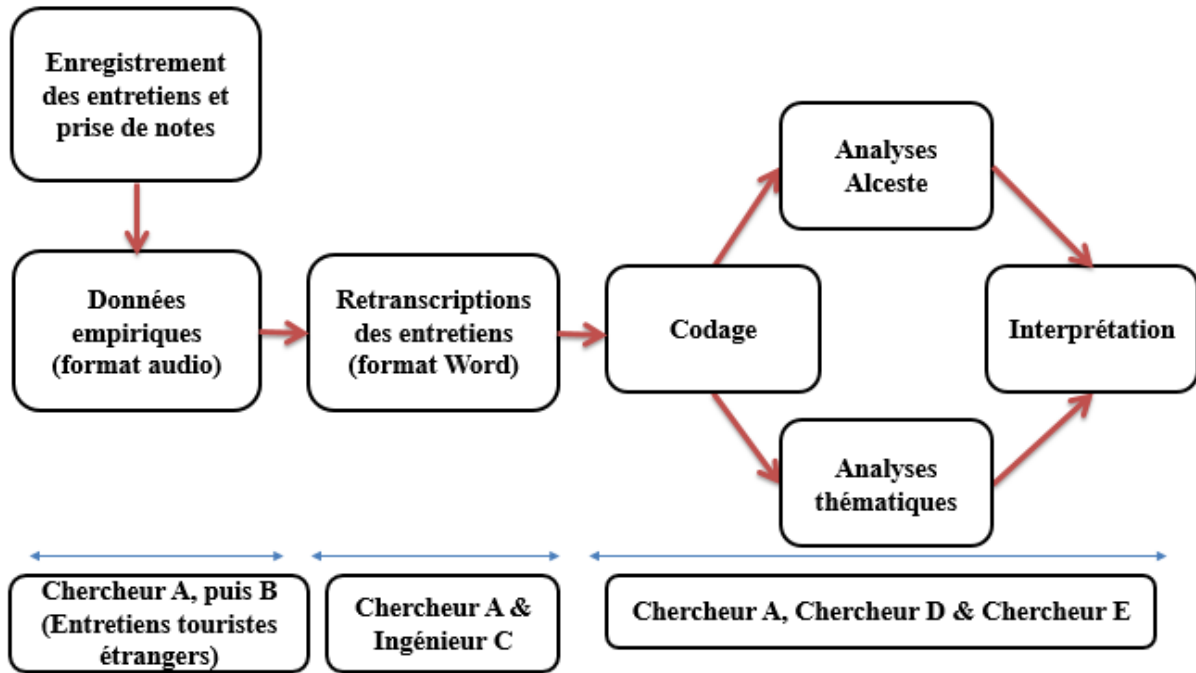 Enregistrement
des entretiens et
prise de notes
Données
empiriques
(format audio)
Retranscriptions
des entretiens
(format Word)
Codage
Analyses
Alceste
Analyses
thématiques
Interprétation
Chercheur A, puis B
(Entretiens touristes
étrangers)
Chercheur A &
Ingénieur C
Chercheur A, Chercheur D & Chercheur E